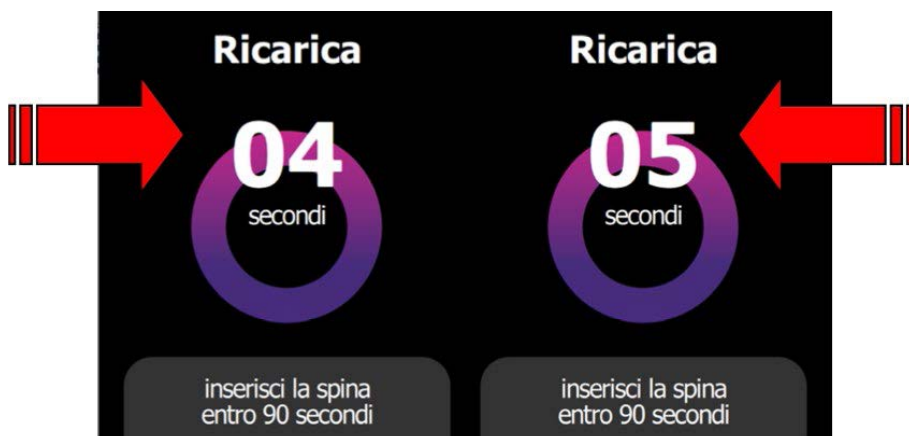 Ricarica
04
secondi
inserisci la spina
entro 90 secondi
Ricarica
05
secondi
inserisci la spina
entro 90 secondi